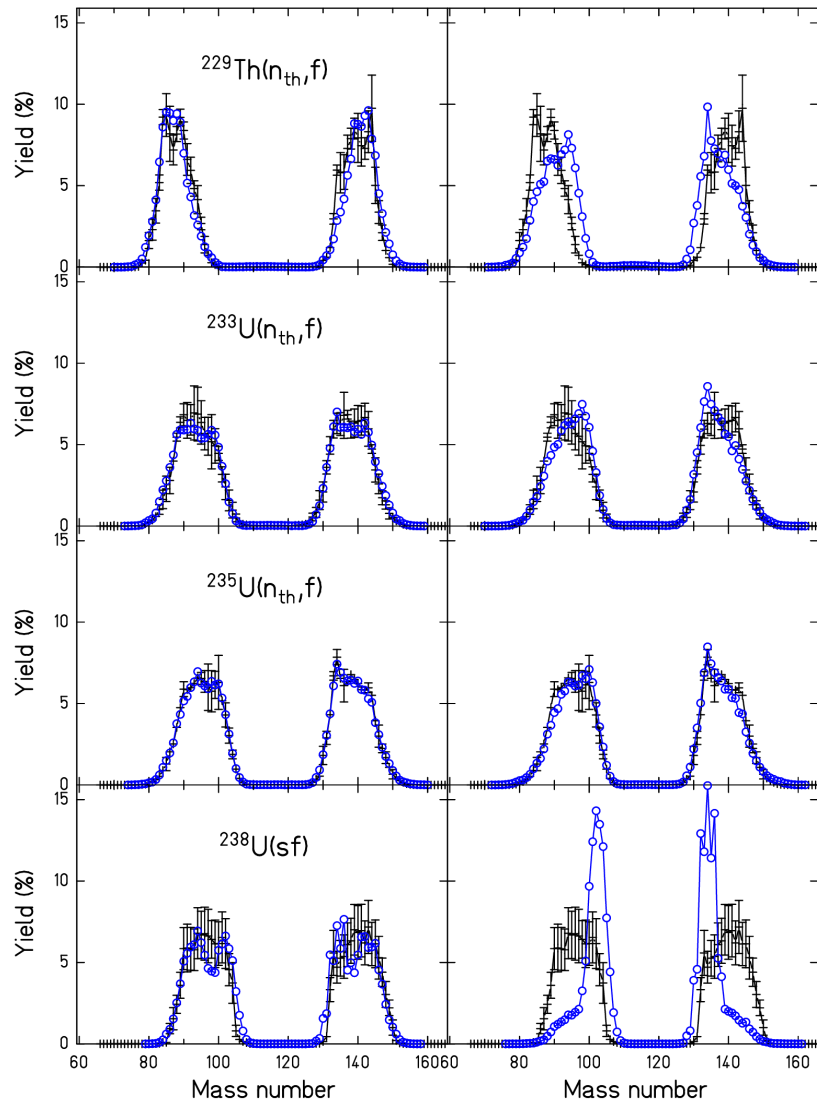 15
10
5
0
Yield (%)
²²⁹Th(nₜₕ,f)
15
10
5
0
Yield (%)
²³³U(nₜₕ,f)
15
10
5
0
Yield (%)
²³⁵U(nₜₕ,f)
15
10
5
0
Yield (%)
²³⁸U(sf)
60 80 100 120 140 160 60 80 100 120 140 160
Mass number Mass number